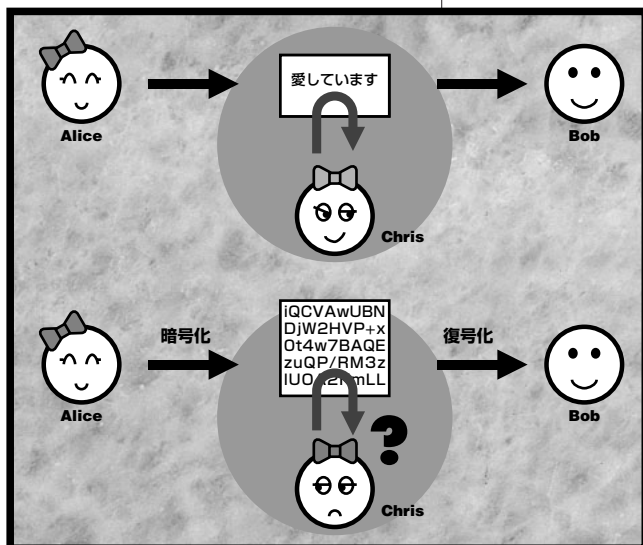 愛しています
Alice
Bob
Chris
iQCVAwUBN
DjW2HVP+x
暗号化
0t4w7BAQE
復号化
zuQP/RM3z
Alice
Bob
?
Chris